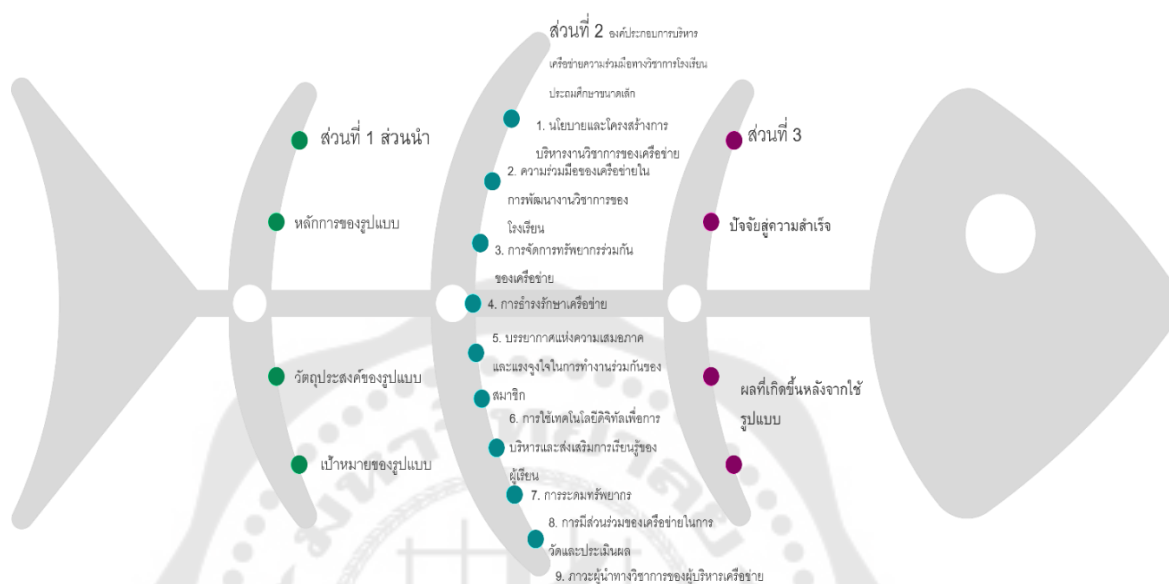 ส่วนที่ 1 ส่วนนำ
หลักการของรูปแบบ
วัตถุประสงค์ของรูปแบบ
เป้าหมายของรูปแบบ
ส่วนที่ 2 องค์ประกอบการบริหาร
เครือข่ายความร่วมมือทางวิชาการโรงเรียน
ประถมศึกษาขนาดเล็ก
1. นโยบายและโครงสร้างการ
บริหารงานวิชาการของเครือข่าย
2. ความร่วมมือของเครือข่ายใน
การพัฒนางานวิชาการของ
โรงเรียน
3. การจัดการทรัพยากรร่วมกัน
ของเครือข่าย
4. การธำรงรักษาเครือข่าย
5. บรรยากาศแห่งความเสมอภาค
และแรงจูงใจในการทำงานร่วมกันของ
สมาชิก
6. การใช้เทคโนโลยีดิจิทัลเพื่อการ
บริหารและส่งเสริมการเรียนรู้ของ
ผู้เรียน
7. การระดมทรัพยากร
8. การมีส่วนร่วมของเครือข่ายในการ
วัดและประเมินผล
9. ภาวะผู้นำทางวิชาการของผู้บริหารเครือข่าย
ส่วนที่ 3
ปัจจัยสู่ความสำเร็จ
ผลที่เกิดขึ้นหลังจากใช้
รูปแบบ